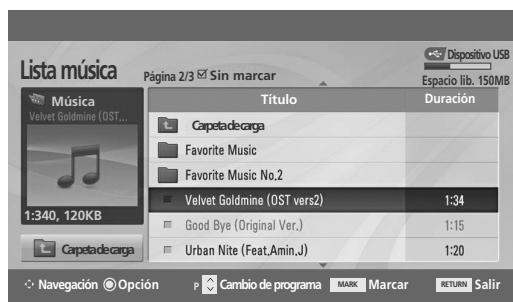 Dispositivo USB
Lista música
Página 2/3 Sin marcar
Espacio lib. 150MB
Música
Velvet Goldmine (OST...
1:340, 120KB
Carpeta de carga
Título
Duración
Carpeta de carga
Favorite Music
Favorite Music No.2
Velvet Goldmine (OST vers2) 1:34
Good Bye (Original Ver.) 1:15
Urban Nite (Feat.Amin.J) 1:20
Navegación Opción P Cambio de programa MARK Marcar RETURN Salir